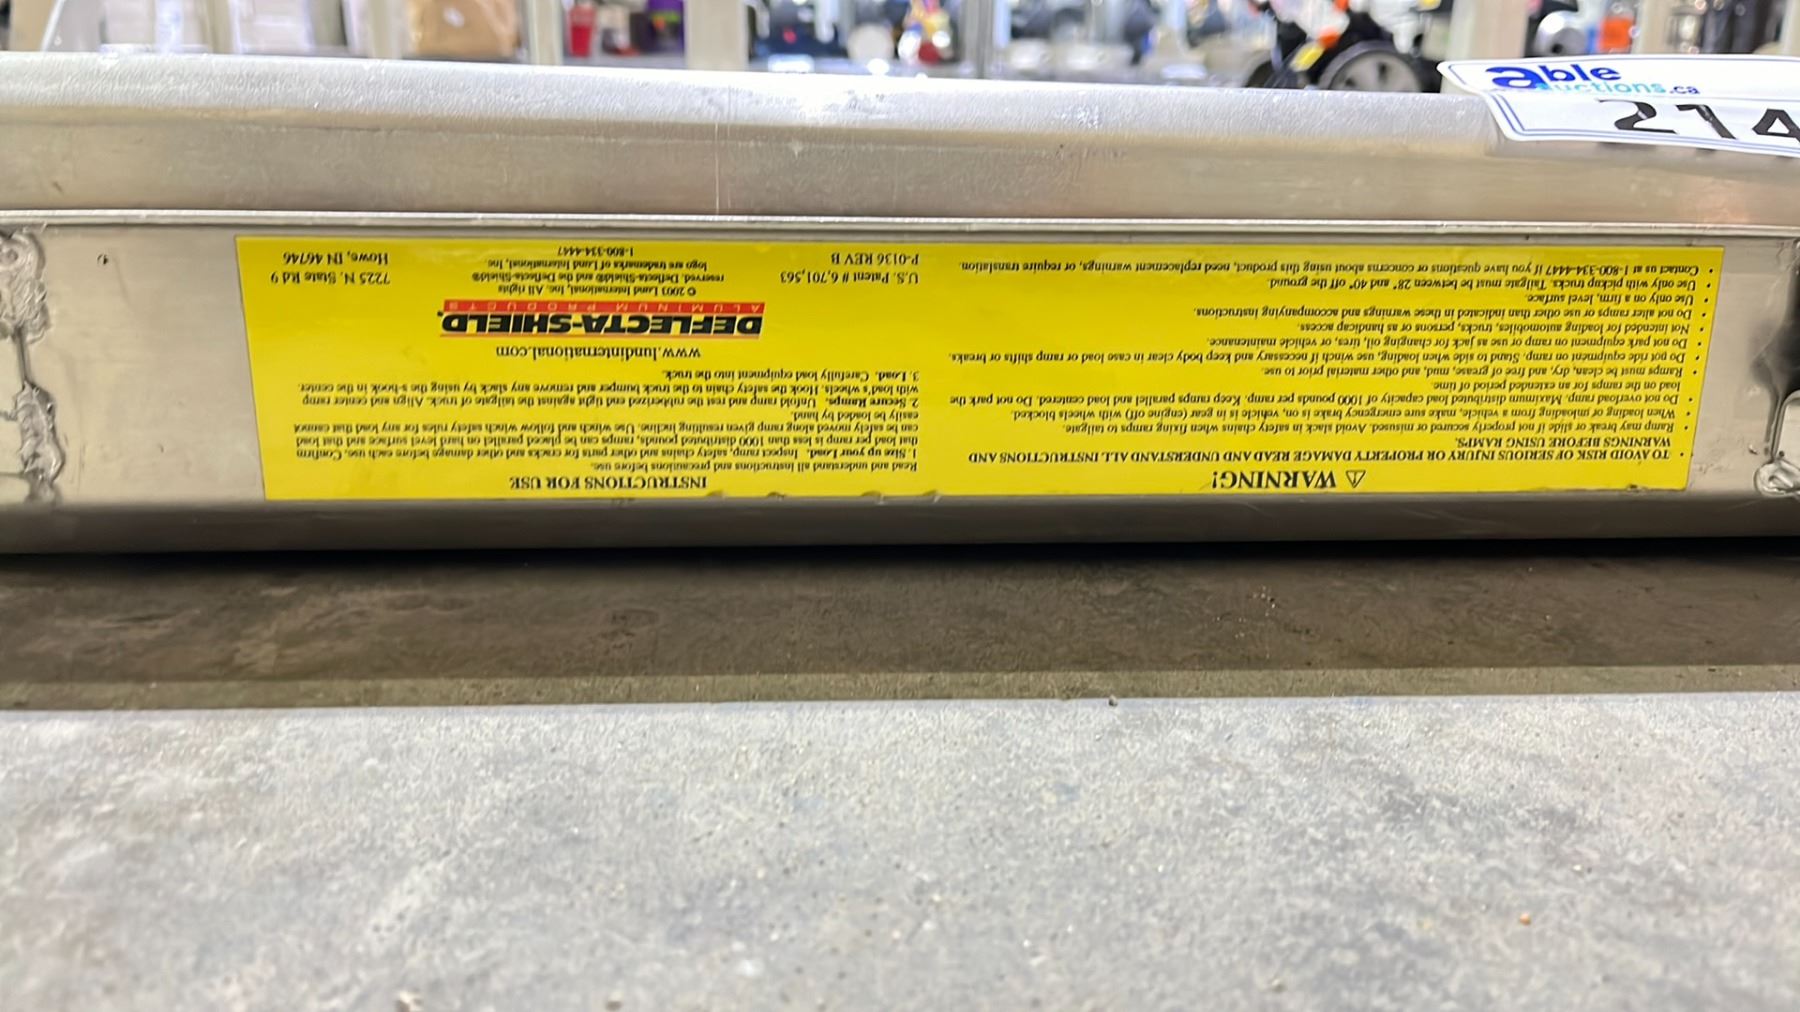 able
auctions.ca
214
⚠ WARNING!
• TO AVOID RISK OF SERIOUS INJURY OR PROPERTY DAMAGE READ AND UNDERSTAND ALL INSTRUCTIONS AND
WARNINGS BEFORE USING RAMPS.
• Ramp may break or slide if not properly secured or misused. Avoid slack in safety chains when fixing ramps to tailgate.
• When loading or unloading from a vehicle, make sure emergency brake is on, vehicle is in gear (engine off) with wheels blocked.
• Do not overload ramp. Maximum distributed load capacity of 1000 pounds per ramp. Keep ramps parallel and load centered. Do not park the
load on the ramps for an extended period of time.
• Ramps must be clean, dry, and free of grease, mud, and other material prior to use.
• Do not ride equipment on ramp. Stand to side when loading, use winch if necessary and keep body clear in case load or ramp shifts or breaks.
• Do not park equipment on ramp or use as jack for changing oil, tires, or vehicle maintenance.
• Not intended for loading automobiles, trucks, persons or as handicap access.
• Do not alter ramps or use other than indicated in these warnings and accompanying instructions.
• Use only on a firm, level surface.
• Use only with pickup trucks. Tailgate must be between 28" and 40" off the ground.
• Contact us at 1-800-334-4447 if you have questions or concerns about using this product, need replacement warnings, or require translation.
INSTRUCTIONS FOR USE
Read and understand all instructions and precautions before use.
1. Size up your Load. Inspect ramp, safety chains and other parts for cracks and other damage before each use. Confirm
that load per ramp is less than 1000 distributed pounds, ramps can be placed parallel on hard level surface and that load
can be safely moved along ramp given resulting incline. Use winch and follow winch safety rules for any load that cannot
easily be loaded by hand.
2. Secure Ramps. Unfold ramp and rest the rubberized end tight against the tailgate of truck. Align and center ramp
with load's wheels. Hook the safety chain to the truck bumper and remove any slack by using the s-hook in the center.
3. Load. Carefully load equipment into the truck.
www.lundinternational.com
DEFLECTA-SHIELD®
ALUMINUM PRODUCTS
U.S. Patent # 6,701,563
P-0136 REV B
© 2003 Lund International, Inc. All rights
reserved. Deflecta-Shield® and the Deflecta-Shield®
logo are trademarks of Lund International, Inc.
1-800-334-4447
7225 N. State Rd 9
Howe, IN 46746